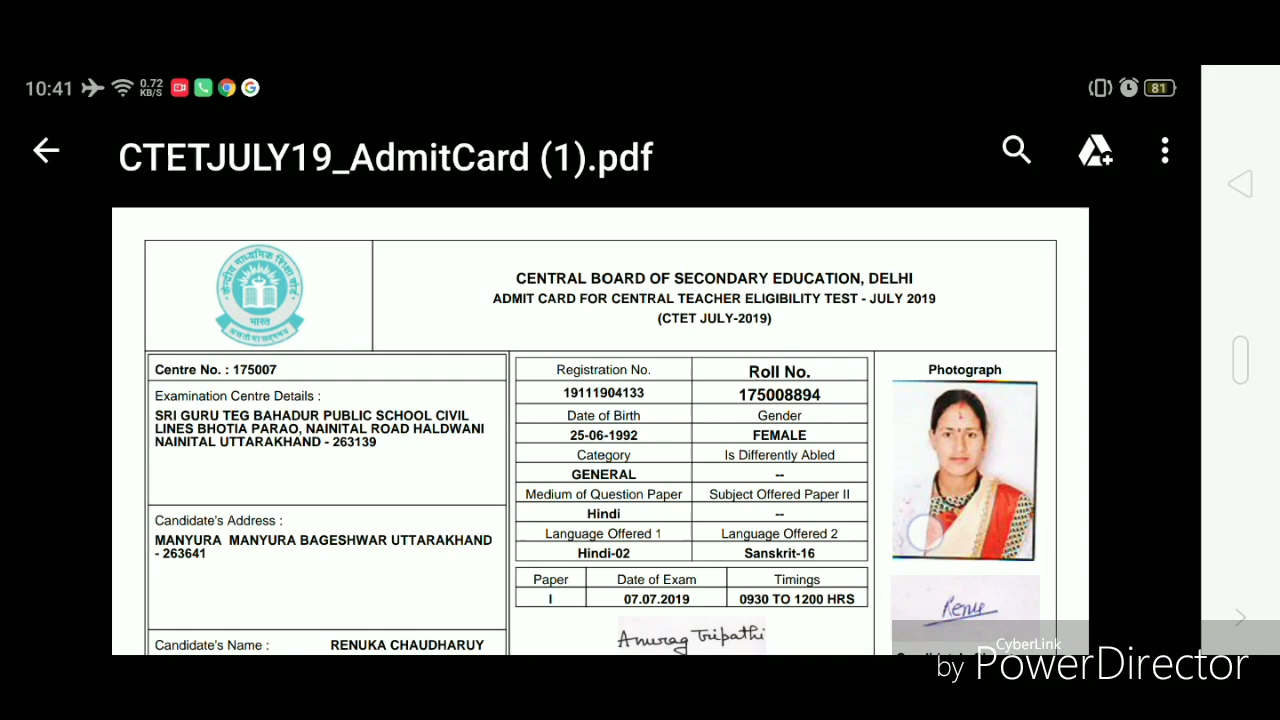 10:41 0.72 KB/S 81
CTETJULY19_AdmitCard (1).pdf
केन्द्रीय माध्यमिक शिक्षा बोर्ड
भारत
असतो मा सद्गमय
CENTRAL BOARD OF SECONDARY EDUCATION, DELHI
ADMIT CARD FOR CENTRAL TEACHER ELIGIBILITY TEST - JULY 2019
(CTET JULY-2019)
Centre No. : 175007
Examination Centre Details :
SRI GURU TEG BAHADUR PUBLIC SCHOOL CIVIL
LINES BHOTIA PARAO, NAINITAL ROAD HALDWANI
NAINITAL UTTARAKHAND - 263139
Candidate's Address :
MANYURA MANYURA BAGESHWAR UTTARAKHAND
- 263641
Candidate's Name : RENUKA CHAUDHARUY
Registration No. Roll No.
19111904133 175008894
Date of Birth Gender
25-06-1992 FEMALE
Category Is Differently Abled
GENERAL --
Medium of Question Paper Subject Offered Paper II
Hindi --
Language Offered 1 Language Offered 2
Hindi-02 Sanskrit-16
Paper Date of Exam Timings
I 07.07.2019 0930 TO 1200 HRS
Anurag Tripathi
Photograph
Renu
CyberLink
by PowerDirector